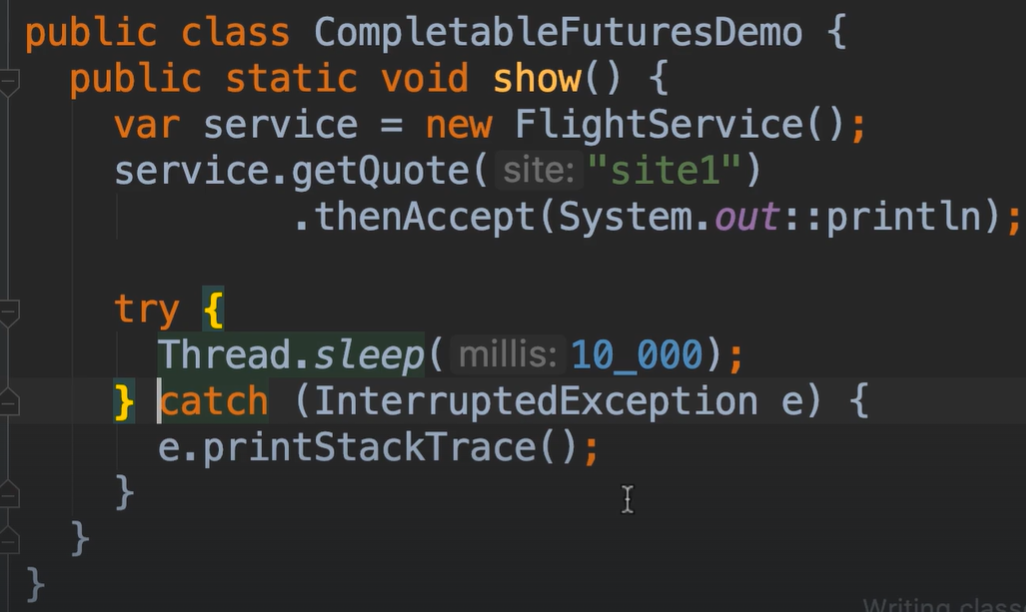 public class CompletableFuturesDemo {
public static void show() {
var service = new FlightService();
service.getQuote( site: "site1")
.thenAccept(System.out::println);
try {
Thread.sleep( millis: 10_000);
} catch (InterruptedException e) {
e.printStackTrace();
}
}
}
Writing class